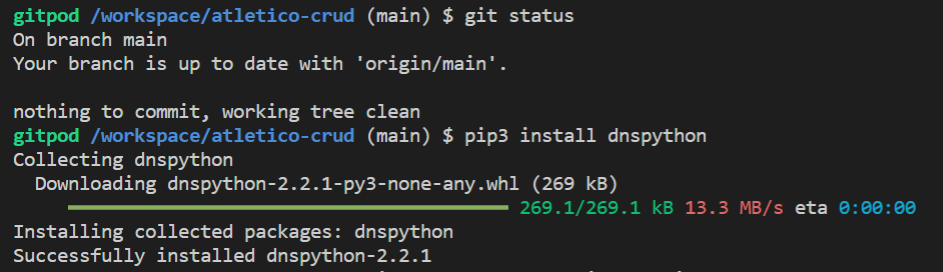 gitpod /workspace/atletico-crud (main) $ git status
On branch main
Your branch is up to date with 'origin/main'.
nothing to commit, working tree clean
gitpod /workspace/atletico-crud (main) $ pip3 install dnspython
Collecting dnspython
Downloading dnspython-2.2.1-py3-none-any.whl (269 kB)
269.1/269.1 kB 13.3 MB/s eta 0:00:00
Installing collected packages: dnspython
Successfully installed dnspython-2.2.1